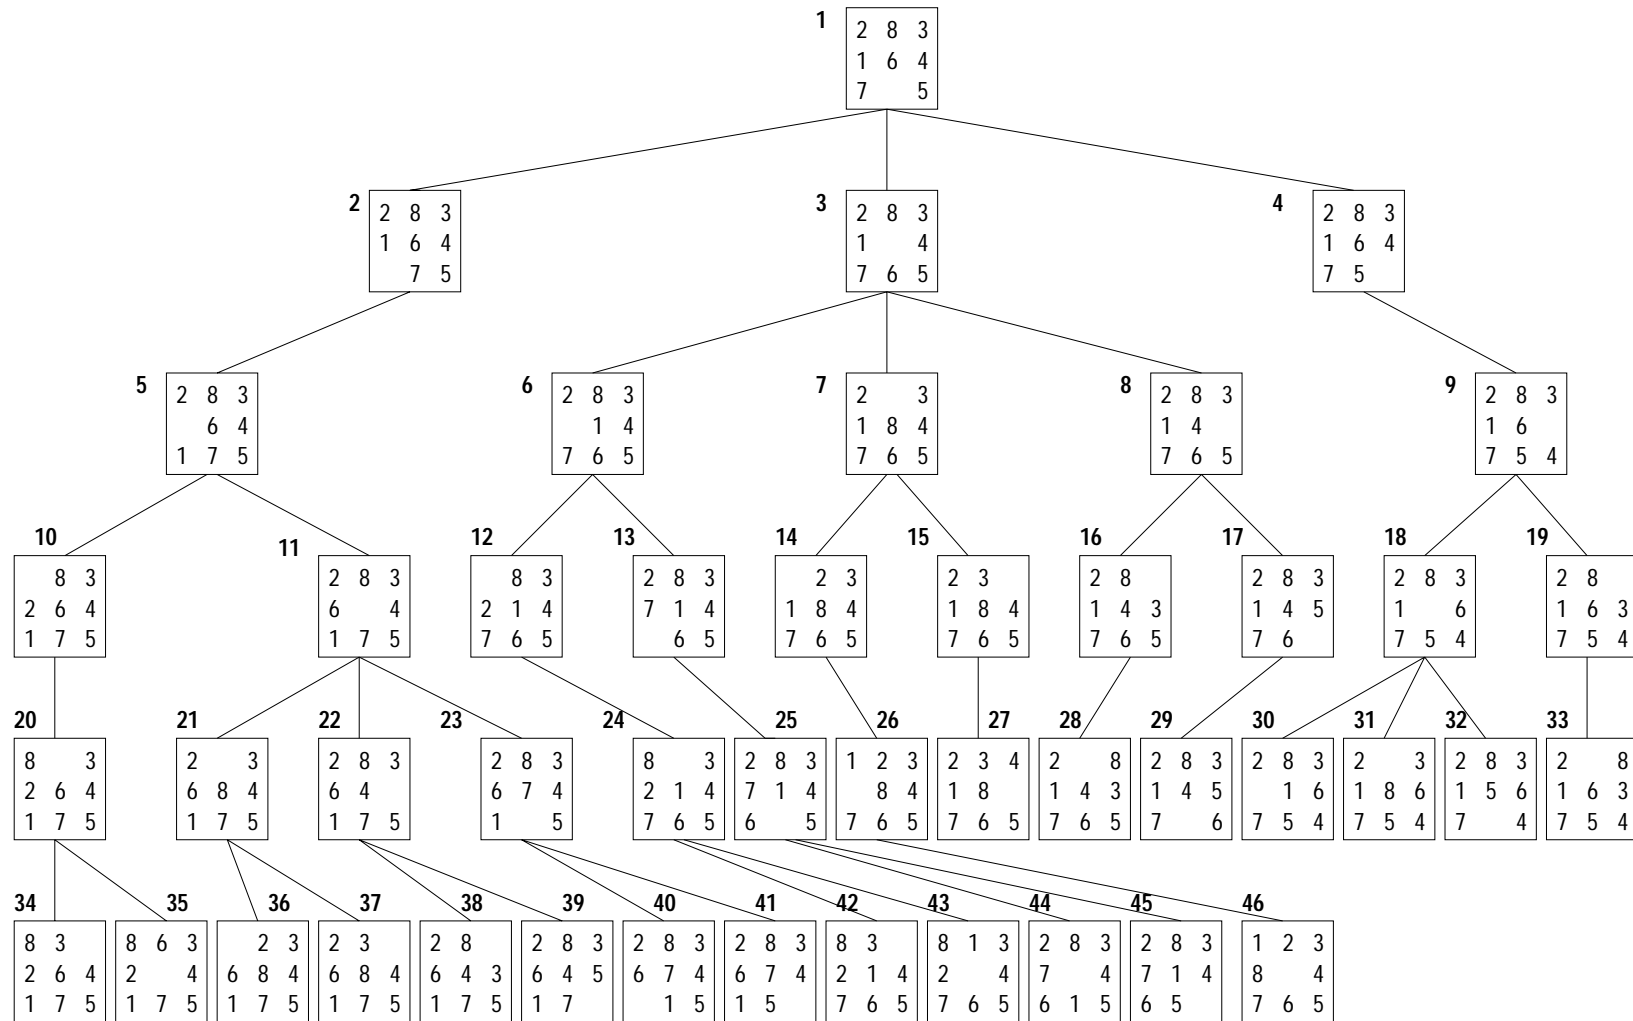 1
2 8 3
1 6 4
7 5
2
2 8 3
1 6 4
7 5
3
2 8 3
1 4
7 6 5
4
2 8 3
1 6 4
7 5
5
2 8 3
6 4
1 7 5
6
2 8 3
1 4
7 6 5
7
2 3
1 8 4
7 6 5
8
2 8 3
1 4
7 6 5
9
2 8 3
1 6
7 5 4
10
8 3
2 6 4
1 7 5
11
2 8 3
6 4
1 7 5
12
8 3
2 1 4
7 6 5
13
2 8 3
7 1 4
6 5
14
2 3
1 8 4
7 6 5
15
2 3
1 8 4
7 6 5
16
2 8
1 4 3
7 6 5
17
2 8 3
1 4 5
7 6
18
2 8 3
1 6
7 5 4
19
2 8
1 6 3
7 5 4
20
8 3
2 6 4
1 7 5
21
2 3
6 8 4
1 7 5
22
2 8 3
6 4
1 7 5
23
2 8 3
6 7 4
1 5
24
8 3
2 1 4
7 6 5
25
2 8 3
7 1 4
6 5
26
1 2 3
8 4
7 6 5
27
2 3 4
1 8
7 6 5
28
2 8
1 4 3
7 6 5
29
2 8 3
1 4 5
7 6
30
2 8 3
1 6
7 5 4
31
2 3
1 8 6
7 5 4
32
2 8 3
1 5 6
7 4
33
2 8
1 6 3
7 5 4
34
8 3
2 6 4
1 7 5
35
8 6 3
2 4
1 7 5
36
2 3
6 8 4
1 7 5
37
2 3
6 8 4
1 7 5
38
2 8
6 4 3
1 7 5
39
2 8 3
6 4 5
1 7
40
2 8 3
6 7 4
1 5
41
2 8 3
6 7 4
1 5
42
8 3
2 1 4
7 6 5
43
8 1 3
2 4
7 6 5
44
2 8 3
7 4
6 1 5
45
2 8 3
7 1 4
6 5
46
1 2 3
8 4
7 6 5